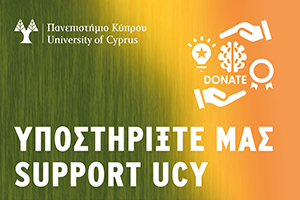 Πανεπιστήμιο Κύπρου
University of Cyprus
DONATE
ΥΠΟΣΤΗΡΙΞΤΕ ΜΑΣ
SUPPORT UCY